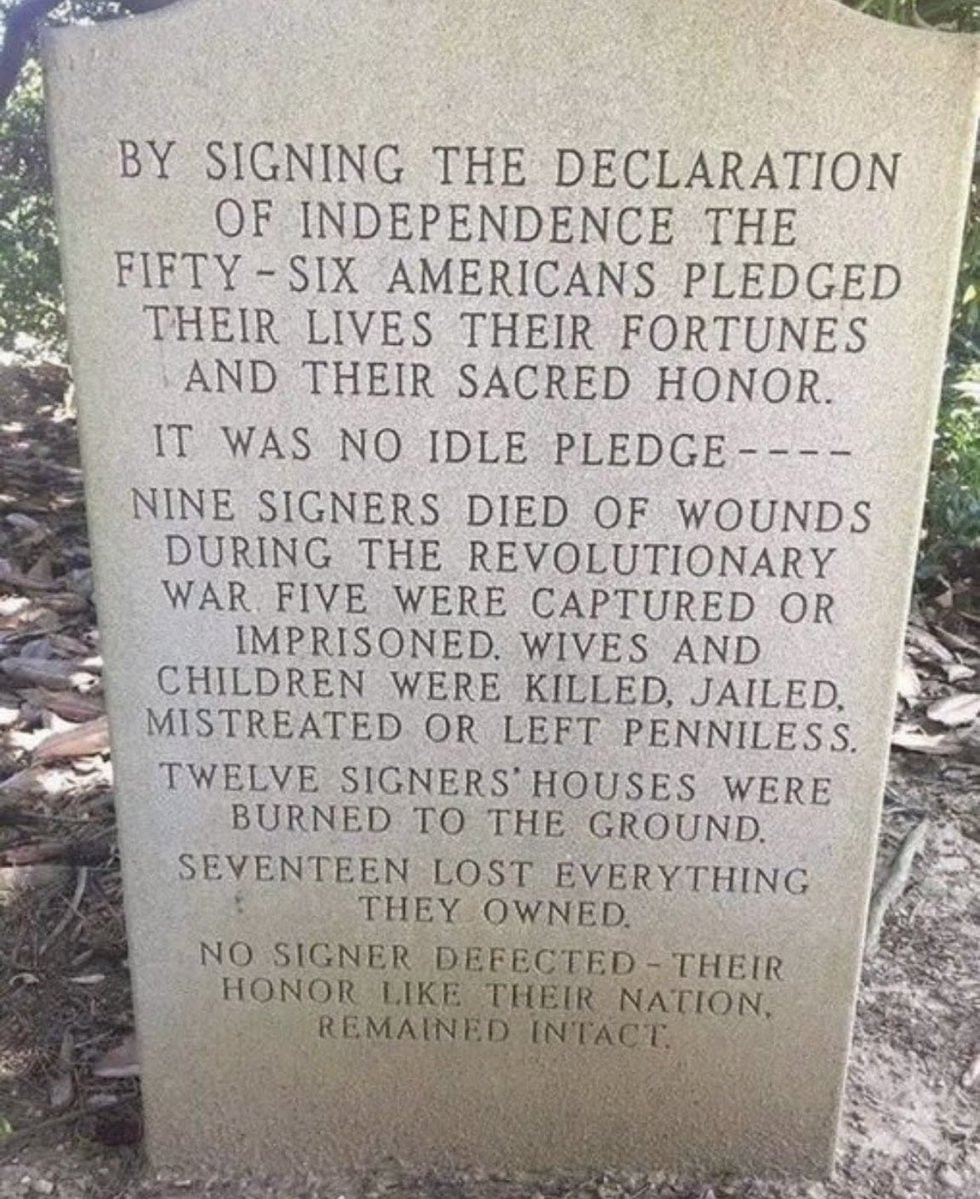 BY SIGNING THE DECLARATION
OF INDEPENDENCE THE
FIFTY-SIX AMERICANS PLEDGED
THEIR LIVES THEIR FORTUNES
AND THEIR SACRED HONOR.
IT WAS NO IDLE PLEDGE----
NINE SIGNERS DIED OF WOUNDS
DURING THE REVOLUTIONARY
WAR. FIVE WERE CAPTURED OR
IMPRISONED. WIVES AND
CHILDREN WERE KILLED, JAILED,
MISTREATED OR LEFT PENNILESS.
TWELVE SIGNERS' HOUSES WERE
BURNED TO THE GROUND.
SEVENTEEN LOST EVERYTHING
THEY OWNED.
NO SIGNER DEFECTED - THEIR
HONOR LIKE THEIR NATION,
REMAINED INTACT.